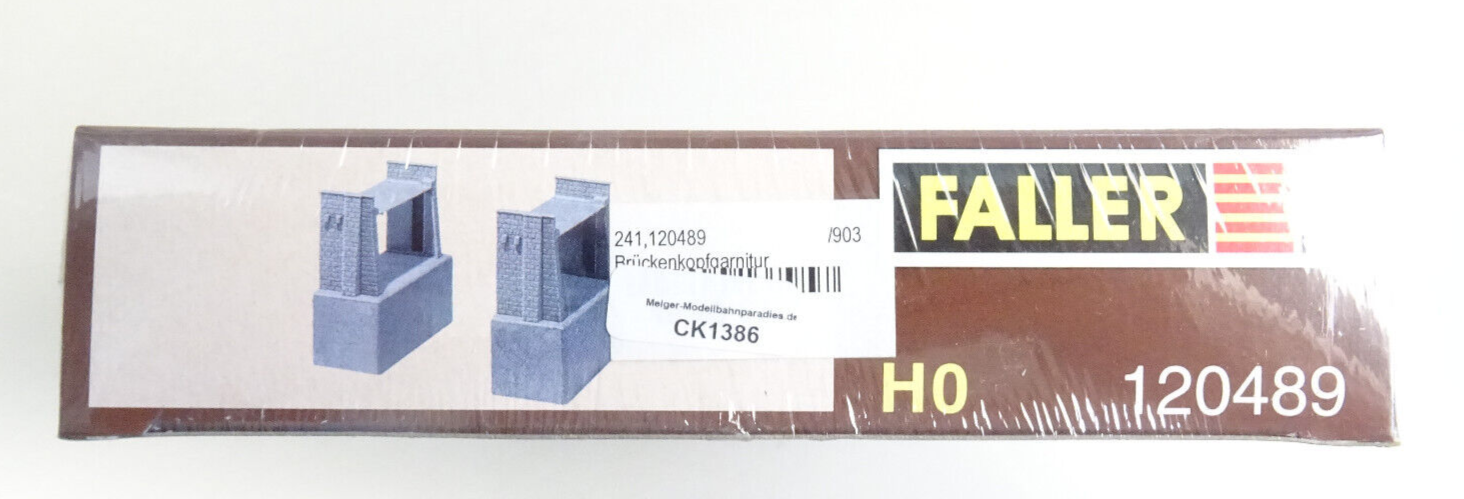 FALLER
241,120489 /903
Brückenkopfgarnitur
Meiger-Modellbahnparadies.de
CK1386
H0 120489